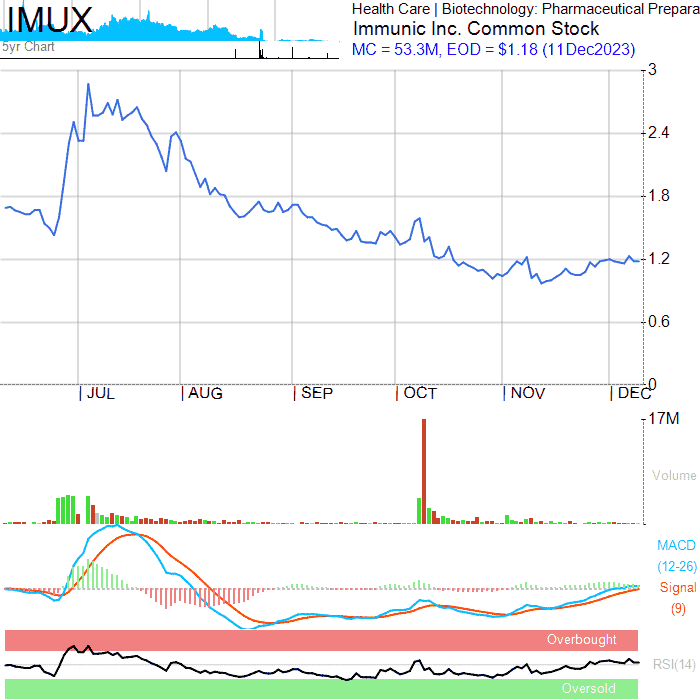 IMUX
5yr Chart
Health Care | Biotechnology: Pharmaceutical Prepara
Immunic Inc. Common Stock
MC = 53.3M, EOD = $1.18 (11Dec2023)
3
2.4
1.8
1.2
0.6
0
| JUL | AUG | SEP | OCT | NOV | DEC
17M
Volume
MACD
(12-26)
Signal
(9)
Overbought
RSI(14)
Oversold